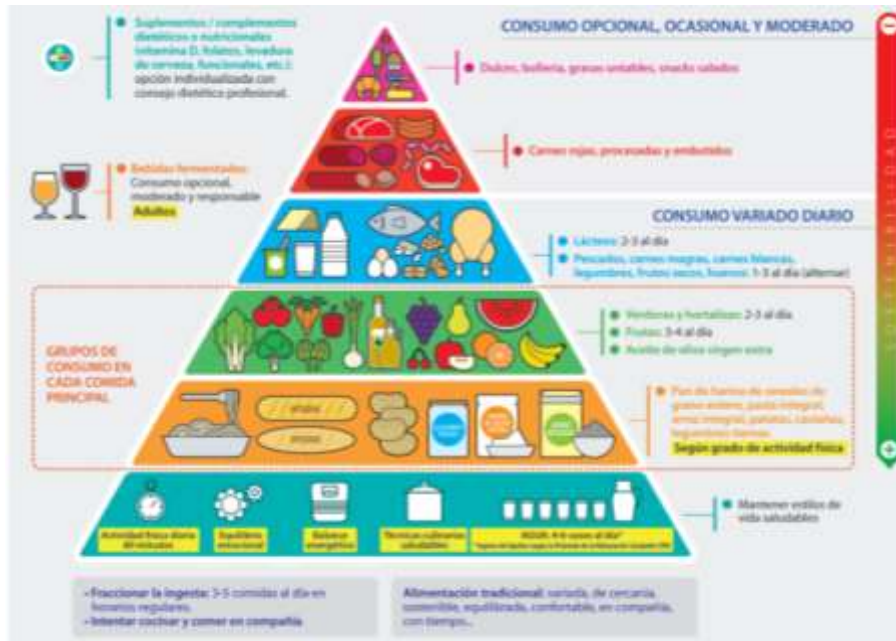 Suplementos / complementos
dietéticos o nutricionales
(vitamina D, folatos, levadura
de cerveza, funcionales, etc.):
opción individualizada con
consejo dietético profesional.
CONSUMO OPCIONAL, OCASIONAL Y MODERADO
Dulces, bollería, grasas untables, snacks salados
Carnes rojas, procesadas y embutidos
Bebidas fermentadas:
Consumo opcional,
moderado y responsable
Adultos
CONSUMO VARIADO DIARIO
Lácteos: 2-3 al día
Pescados, carnes magras, carnes blancas,
legumbres, frutos secos, huevos: 1-3 al día (alternar)
GRUPOS DE
CONSUMO EN
CADA COMIDA
PRINCIPAL
Verduras y hortalizas: 2-3 al día
Frutas: 3-4 al día
Aceite de oliva virgen extra
Pan de harina de cereales de
grano entero, pasta integral,
arroz integral, patatas, castañas,
Según grado de actividad física
Mantener estilos de
vida saludables
Actividad física diaria
60 minutos
Equilibrio
emocional
Balance
energético
Técnicas culinarias
saludables
AGUA: 4-6 vasos al día*
- Fraccionar la ingesta: 3-5 comidas al día en
horarios regulares.
- Intentar cocinar y comer en compañía
Alimentación tradicional: variada, de cercanía,
sostenible, equilibrada, confortable, en compañía,
con tiempo...